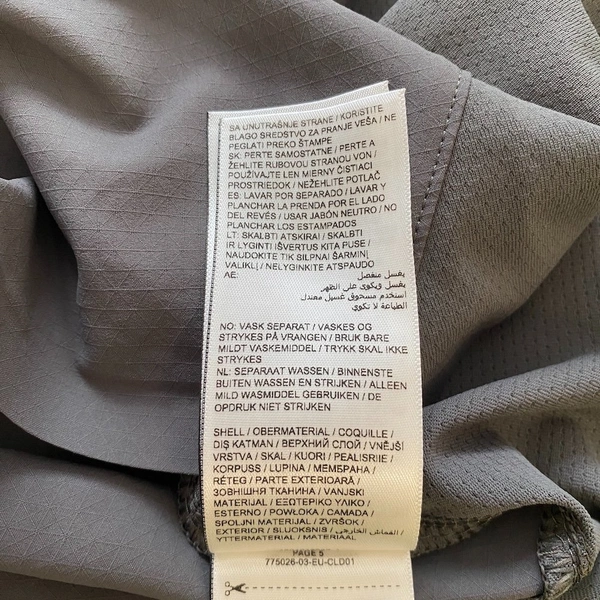 SA UNUTRAŠNJE STRANE / KORISTITE
BLAGO SREDSTVO ZA PRANJE VEŠA / NE
PEGLATI PREKO ŠTAMPE
SK: PERTE SAMOSTATNE / PERTE A
ŽEHLITE RUBOVOU STRANOU VON /
POUŽÍVAJTE LEN MIERNY ČISTIACI
PROSTRIEDOK / NEŽEHLITE POTLAČ
ES: LAVAR POR SEPARADO / LAVAR Y
PLANCHAR LA PRENDA POR EL LADO
DEL REVÉS / USAR JABÓN NEUTRO / NO
PLANCHAR LOS ESTAMPADOS
LT: SKALBTI ATSKIRAI / SKALBTI
IR LYGINTI IŠVERTUS KITA PUSE /
NAUDOKITE TIK SILPNAI ŠARMINĮ
VALIKLĮ / NELYGINKITE ATSPAUDO
AE: يغسل منفصل
يغسل ويكوى على الظهر
أستخدم مسحوق غسيل معتدل
الطباعة لا تكوي
NO: VASK SEPARAT / VASKES OG
STRYKES PÅ VRANGEN / BRUK BARE
MILDT VASKEMIDDEL / TRYKK SKAL IKKE
STRYKES
NL: SEPARAAT WASSEN / BINNENSTE
BUITEN WASSEN EN STRIJKEN / ALLEEN
MILD WASMIDDEL GEBRUIKEN / DE
OPDRUK NIET STRIJKEN
SHELL / OBERMATERIAL / COQUILLE /
DIŞ KATMAN / ВЕРХНИЙ СЛОЙ / VNĚJŠÍ
VRSTVA / SKAL / KUORI / PEALISRIIE /
KORPUSS / LUPINA / МЕМБРАНА /
RÉTEG / PARTE EXTERIOARĂ /
ЗОВНІШНЯ ТКАНИНА / VANJSKI
MATERIJAL / ΕΞΩΤΕΡΙΚΟ ΥΛΙΚΟ /
ESTERNO / POWŁOKA / CAMADA /
SPOLJNI MATERIJAL / ZVRŠOK /
EXTERIOR / SLUOKSNIS / القماش الخارجي /
YTTERMATERIAL / MATERIAAL
PAGE 5
775026-03-EU-CLD01